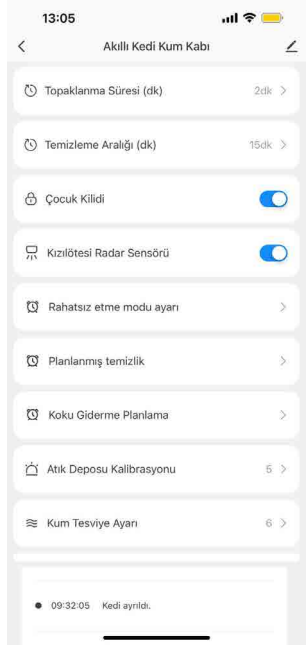 13:05
Akıllı Kedi Kum Kabı
Topaklanma Süresi (dk) 2dk
Temizleme Aralığı (dk) 15dk
Çocuk Kilidi
Kızılötesi Radar Sensörü
Rahatsız etme modu ayarı
Planlanmış temizlik
Koku Giderme Planlama
Atık Deposu Kalibrasyonu 5
Kum Tesviye Ayarı 6
09:32:05 Kedi ayrıldı.